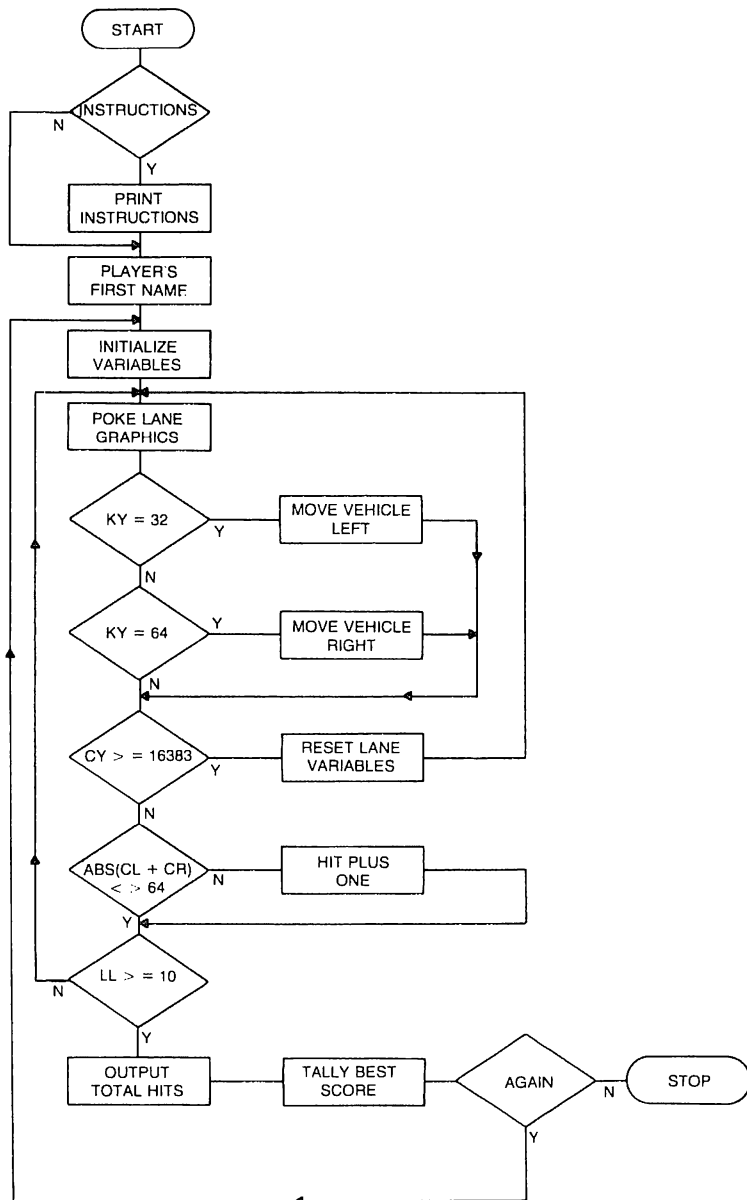 START
INSTRUCTIONS
N
Y
PRINT
INSTRUCTIONS
PLAYER'S
FIRST NAME
INITIALIZE
VARIABLES
POKE LANE
GRAPHICS
KY = 32
Y
MOVE VEHICLE
LEFT
N
KY = 64
Y
MOVE VEHICLE
RIGHT
N
CY > = 16383
Y
RESET LANE
VARIABLES
N
ABS(CL + CR)
< > 64
N
HIT PLUS
ONE
Y
LL > = 10
N
Y
OUTPUT
TOTAL HITS
TALLY BEST
SCORE
AGAIN
N
STOP
Y